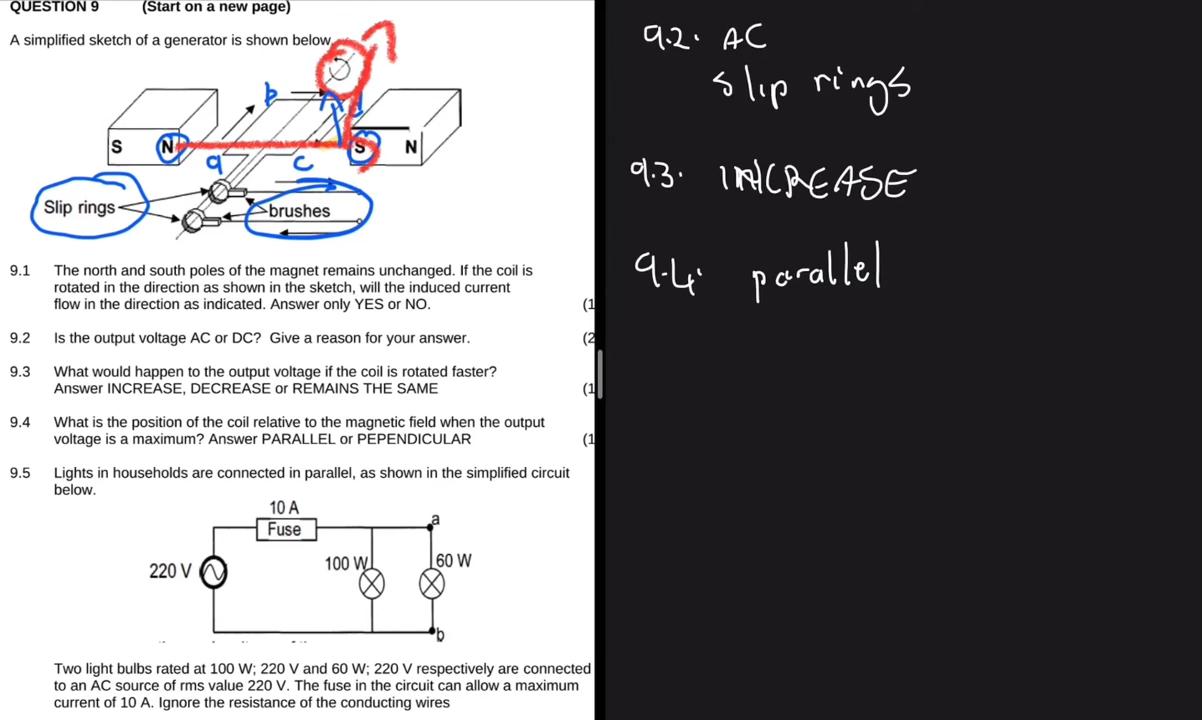 QUESTION 9 (Start on a new page)
A simplified sketch of a generator is shown below
b
S
N
S
N
a
c
Slip rings
brushes
9.1 The north and south poles of the magnet remains unchanged. If the coil is
rotated in the direction as shown in the sketch, will the induced current
flow in the direction as indicated. Answer only YES or NO. (1
9.2 Is the output voltage AC or DC? Give a reason for your answer. (2
9.3 What would happen to the output voltage if the coil is rotated faster?
Answer INCREASE, DECREASE or REMAINS THE SAME (1
9.4 What is the position of the coil relative to the magnetic field when the output
voltage is a maximum? Answer PARALLEL or PEPENDICULAR (1
9.5 Lights in households are connected in parallel, as shown in the simplified circuit
below.
10 A
Fuse
a
220 V
100 W
60 W
b
Two light bulbs rated at 100 W; 220 V and 60 W; 220 V respectively are connected
to an AC source of rms value 220 V. The fuse in the circuit can allow a maximum
current of 10 A. Ignore the resistance of the conducting wires
9.2. AC
slip rings
9.3. INCREASE
9.4. parallel